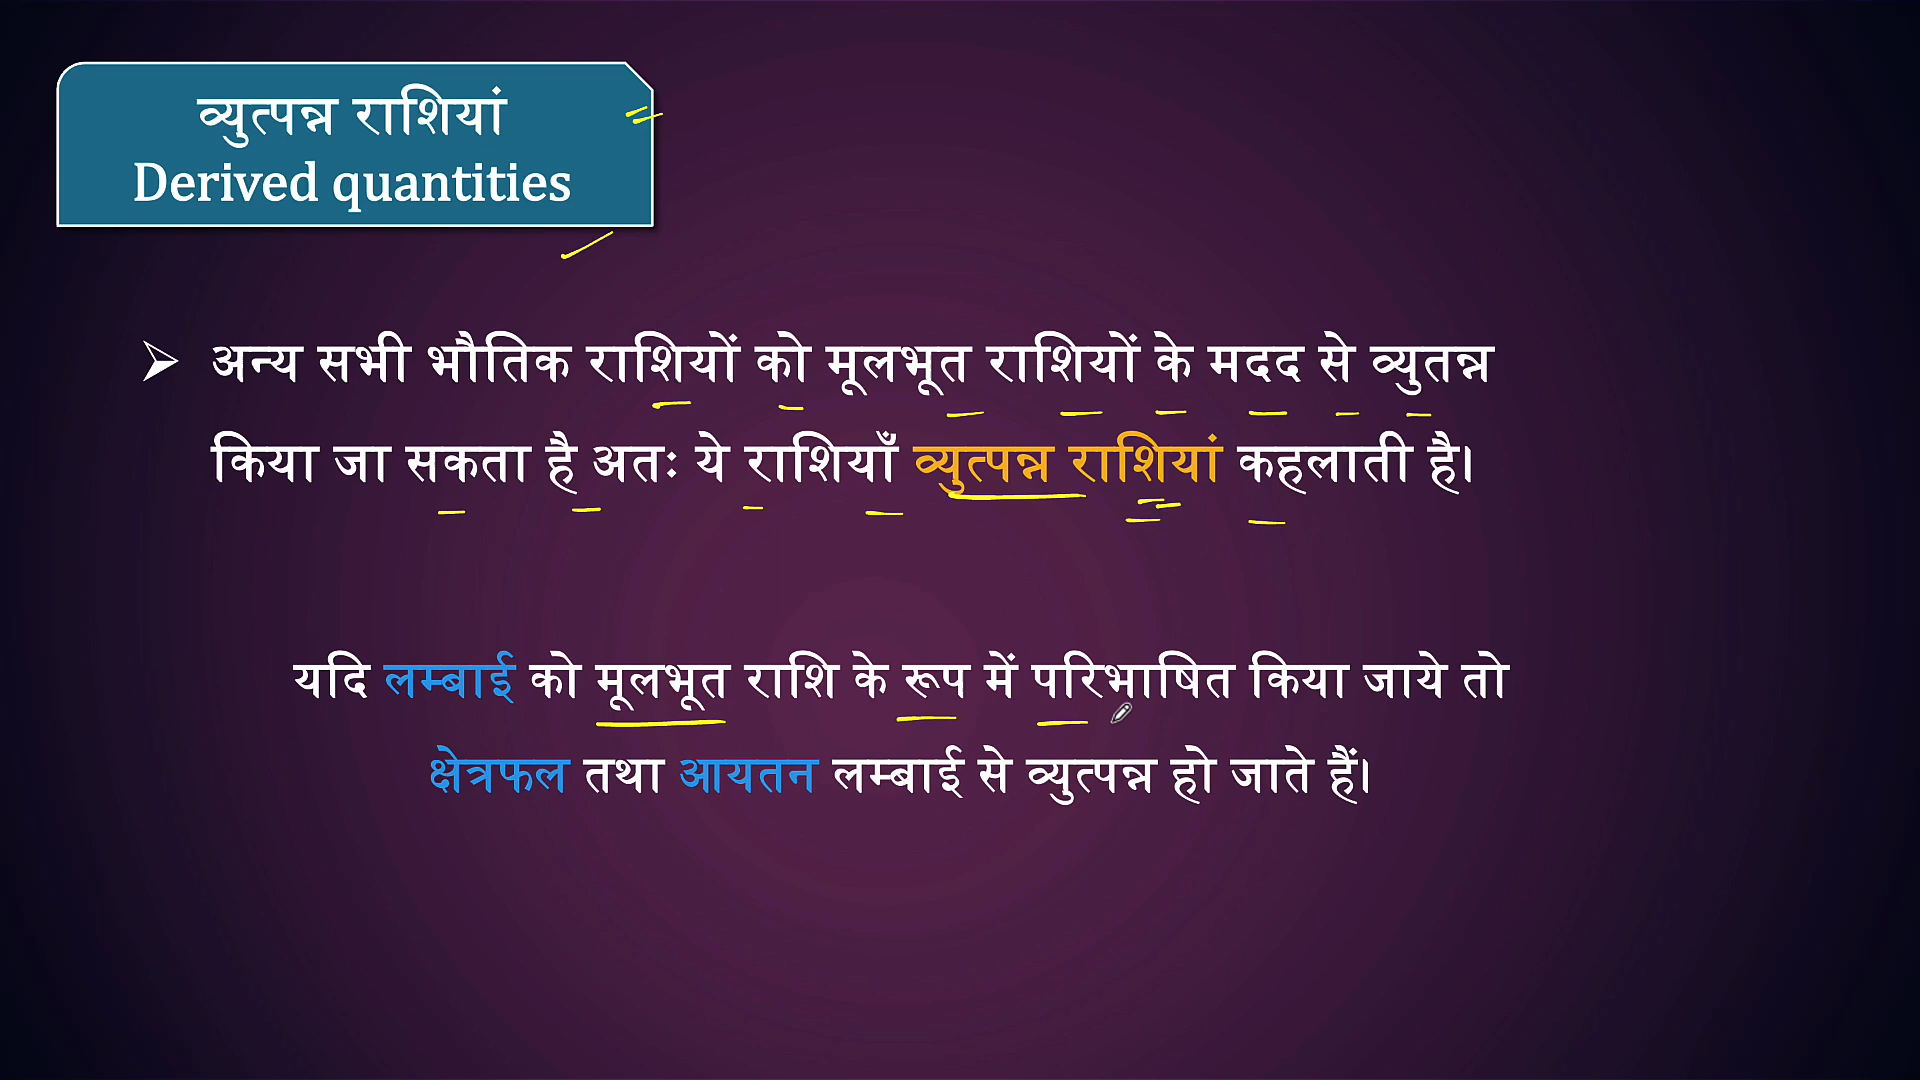 व्युत्पन्न राशियां
Derived quantities
अन्य सभी भौतिक राशियों को मूलभूत राशियों के मदद से व्युतन्न
किया जा सकता है अतः ये राशियाँ व्युत्पन्न राशियां कहलाती है।
यदि लम्बाई को मूलभूत राशि के रूप में परिभाषित किया जाये तो
क्षेत्रफल तथा आयतन लम्बाई से व्युत्पन्न हो जाते हैं।